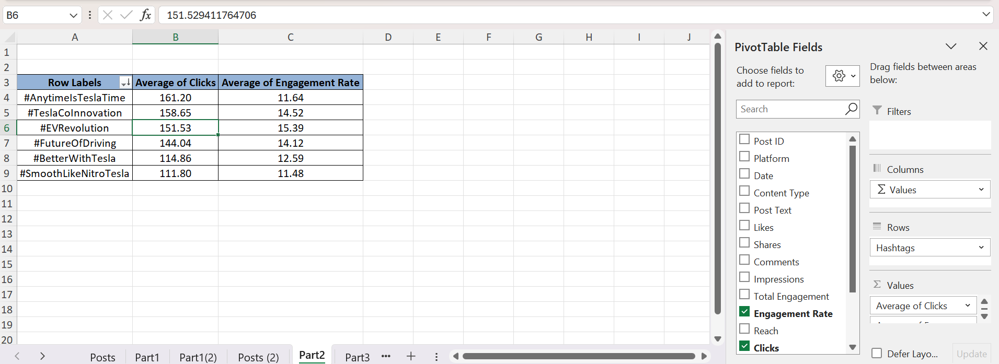 B6 fx 151.529411764706
A B C D E F G H I J
1
2
3 Row Labels Average of Clicks Average of Engagement Rate
4 #AnytimeIsTeslaTime 161.20 11.64
5 #TeslaCoInnovation 158.65 14.52
6 #EVRevolution 151.53 15.39
7 #FutureOfDriving 144.04 14.12
8 #BetterWithTesla 114.86 12.59
9 #SmoothLikeNitroTesla 111.80 11.48
10
11
12
13
14
15
16
17
18
19
20
Posts Part1 Part1(2) Posts (2) Part2 Part3
PivotTable Fields
Choose fields to
add to report:
Search
Post ID
Platform
Date
Content Type
Post Text
Likes
Shares
Comments
Impressions
Total Engagement
Engagement Rate
Reach
Clicks
Drag fields between areas
below:
Filters
Columns
Σ Values
Rows
Hashtags
Σ Values
Average of Clicks
Defer Layo... Update